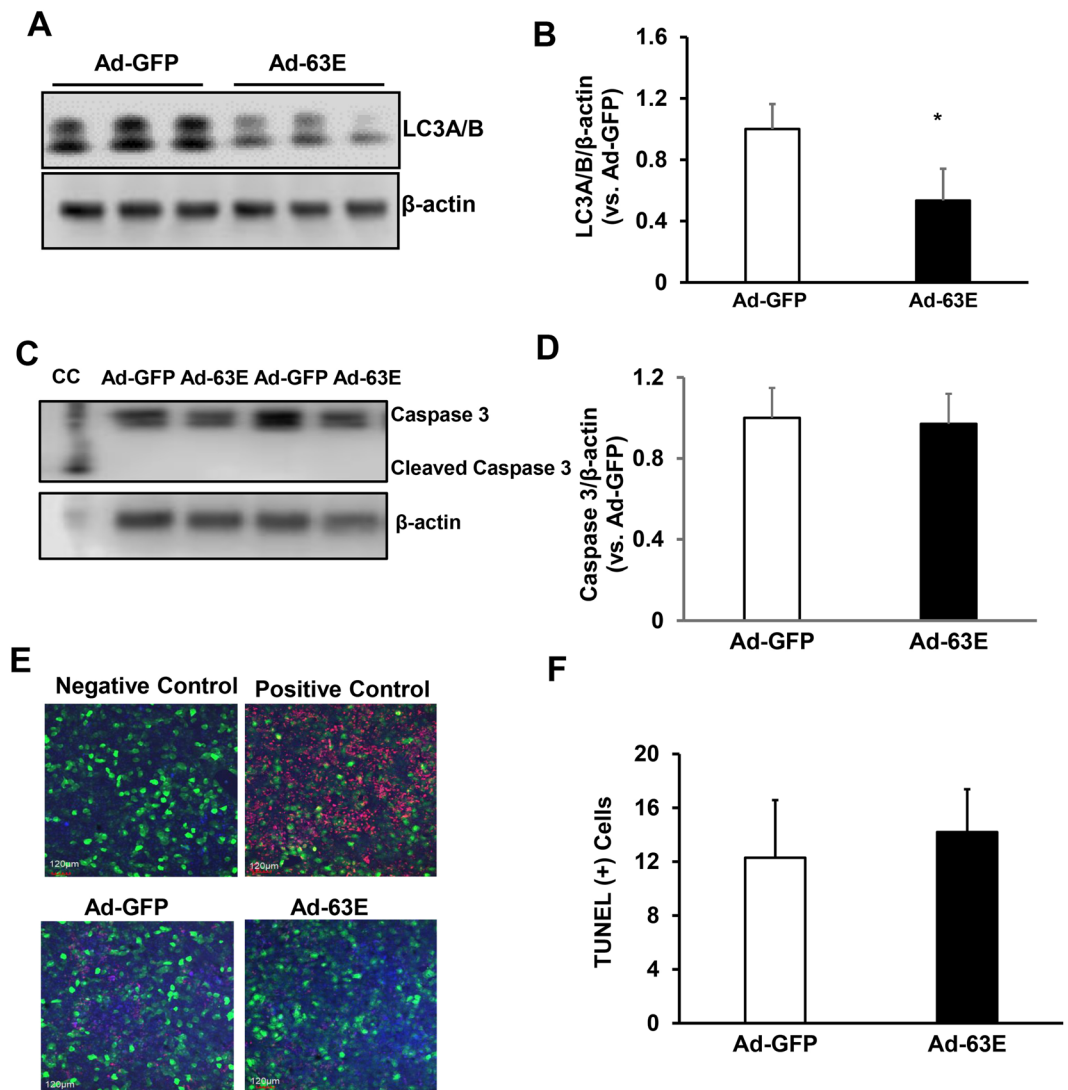 A
Ad-GFP Ad-63E
LC3A/B
β-actin
B
LC3A/B/β-actin
(vs. Ad-GFP)
1.6
1.2
0.8
0.4
0
*
Ad-GFP Ad-63E
C
CC Ad-GFP Ad-63E Ad-GFP Ad-63E
Caspase 3
Cleaved Caspase 3
β-actin
D
Caspase 3/β-actin
(vs. Ad-GFP)
1.2
0.8
0.4
0
Ad-GFP Ad-63E
E
Negative Control Positive Control
120µm 120µm
Ad-GFP Ad-63E
120µm 120µm
F
TUNEL (+) Cells
20
16
12
8
4
0
Ad-GFP Ad-63E